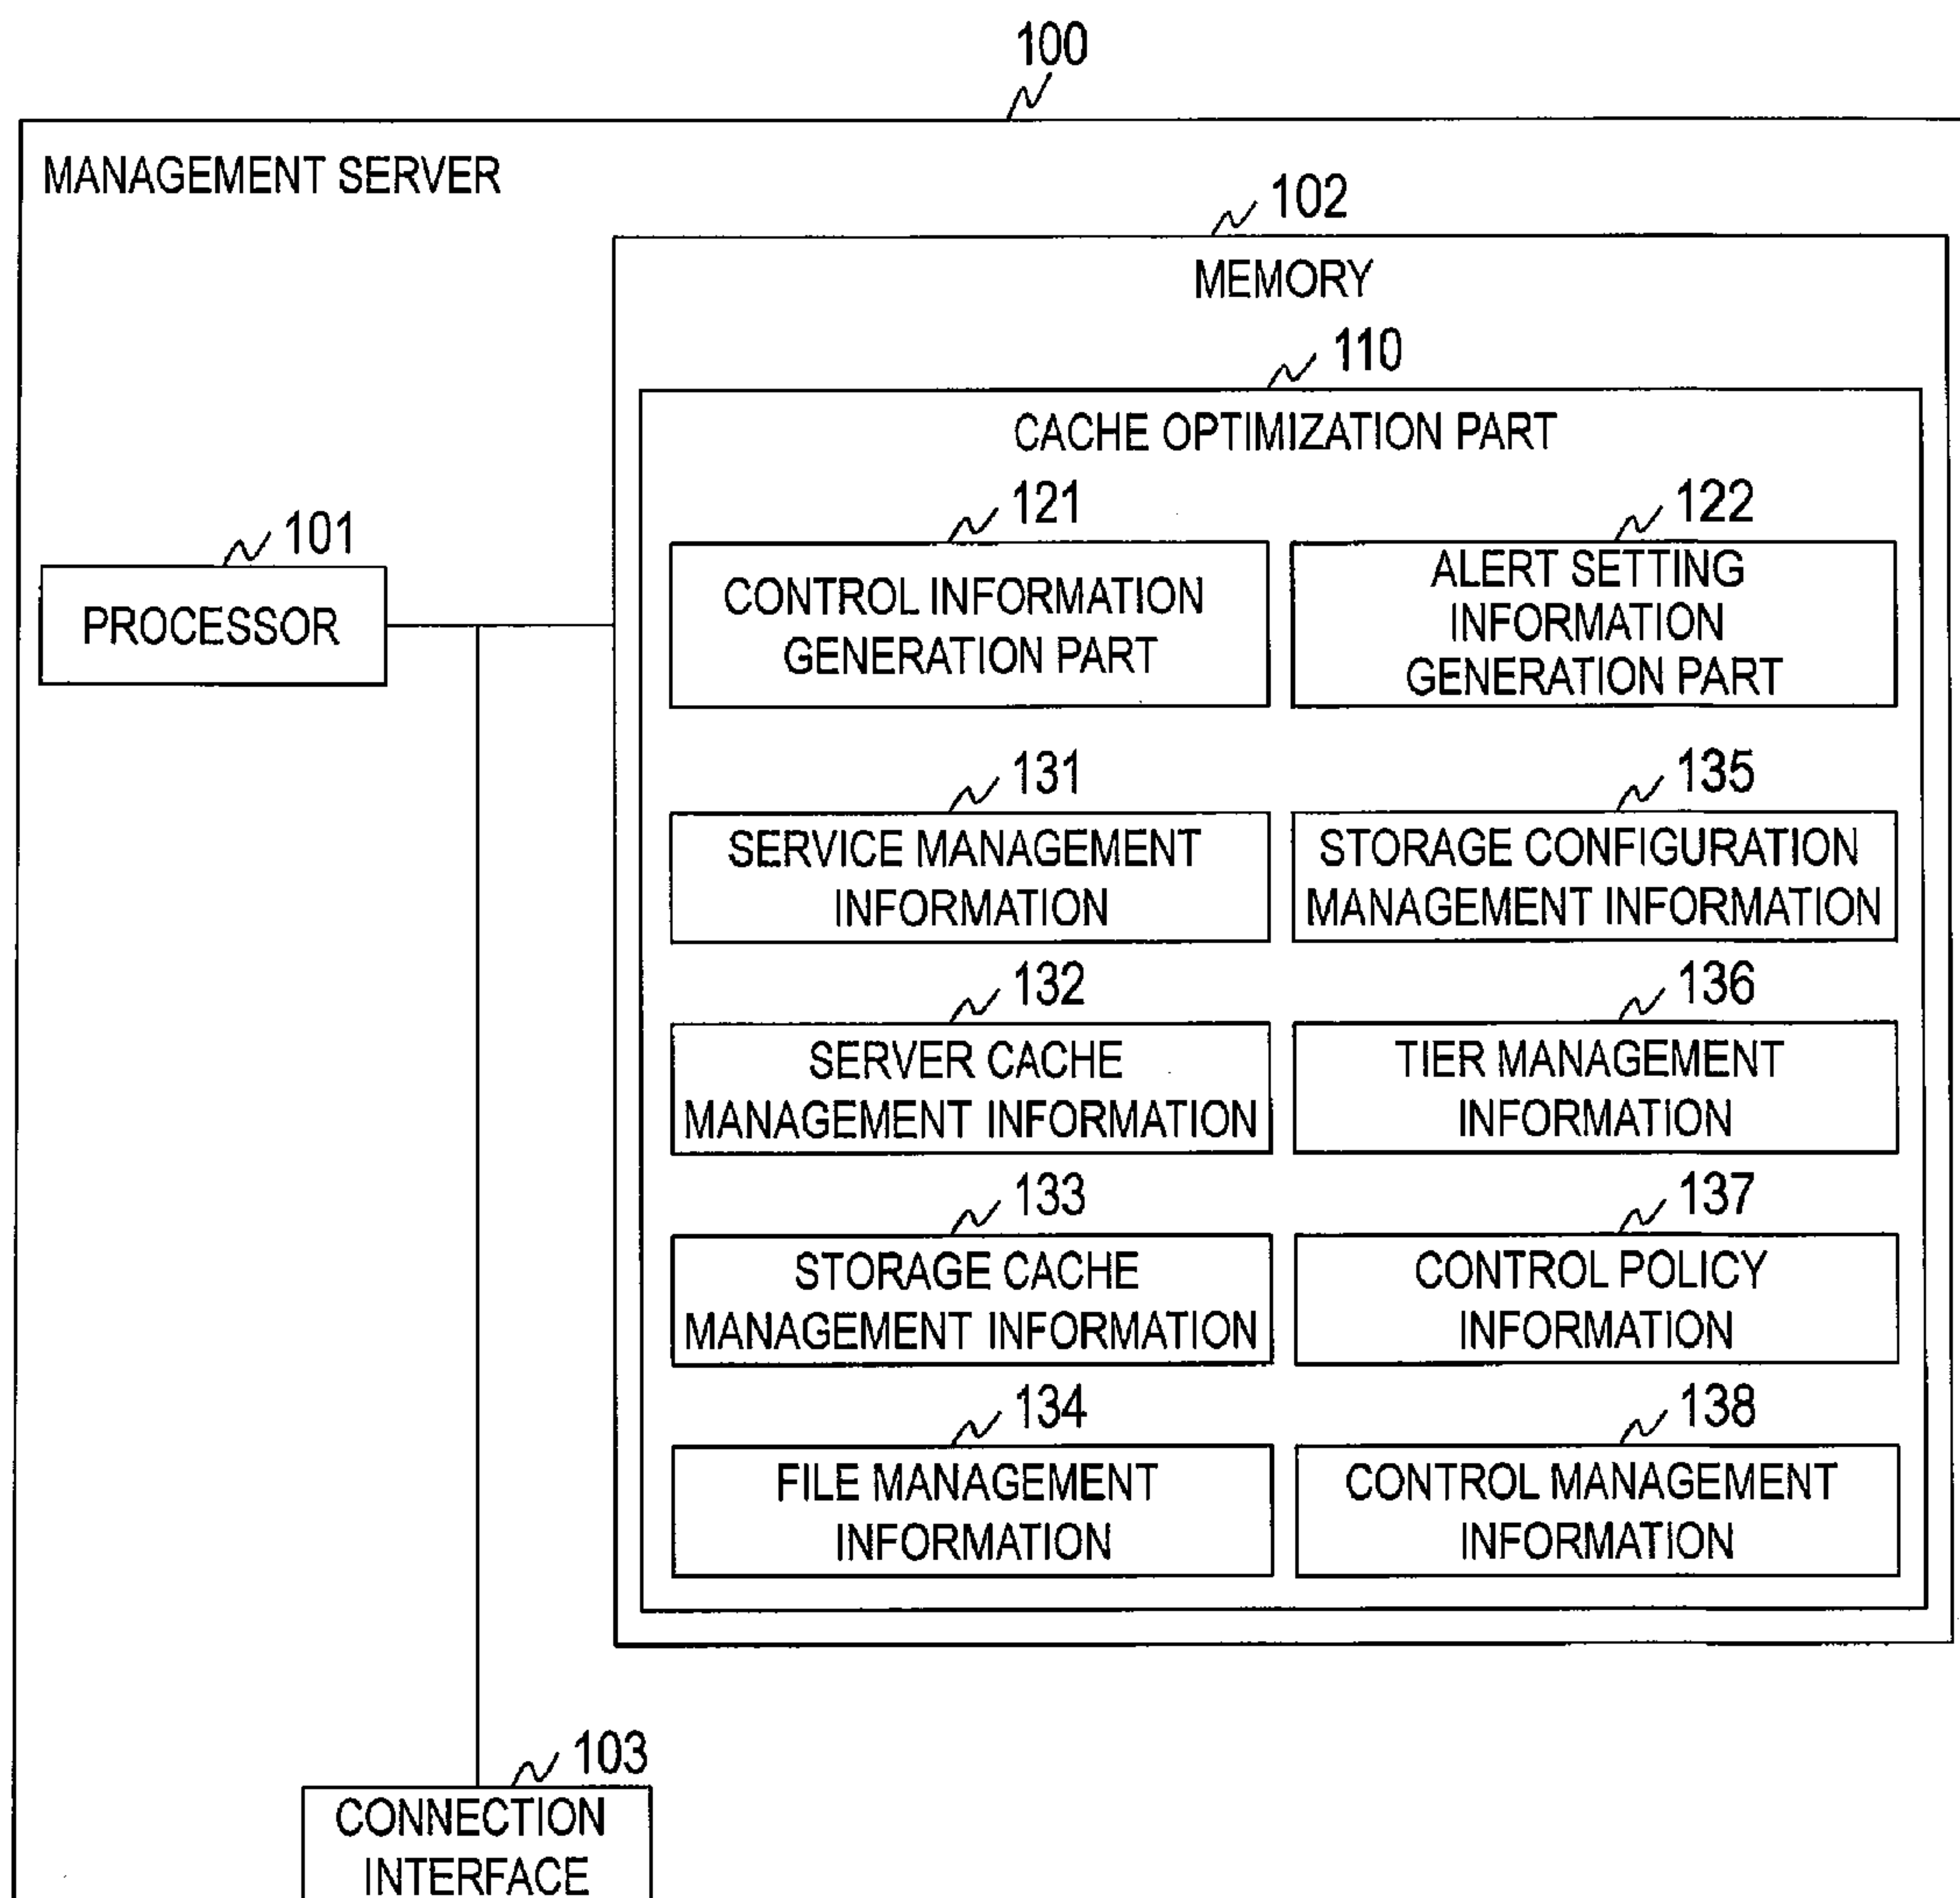 100
MANAGEMENT SERVER
102
MEMORY
110
CACHE OPTIMIZATION PART
121
122
101
PROCESSOR
CONTROL INFORMATION
GENERATION PART
ALERT SETTING
INFORMATION
GENERATION PART
131
135
SERVICE MANAGEMENT
INFORMATION
STORAGE CONFIGURATION
MANAGEMENT INFORMATION
132
136
SERVER CACHE
MANAGEMENT INFORMATION
TIER MANAGEMENT
INFORMATION
133
137
STORAGE CACHE
MANAGEMENT INFORMATION
CONTROL POLICY
INFORMATION
134
138
FILE MANAGEMENT
INFORMATION
CONTROL MANAGEMENT
INFORMATION
103
CONNECTION
INTERFACE